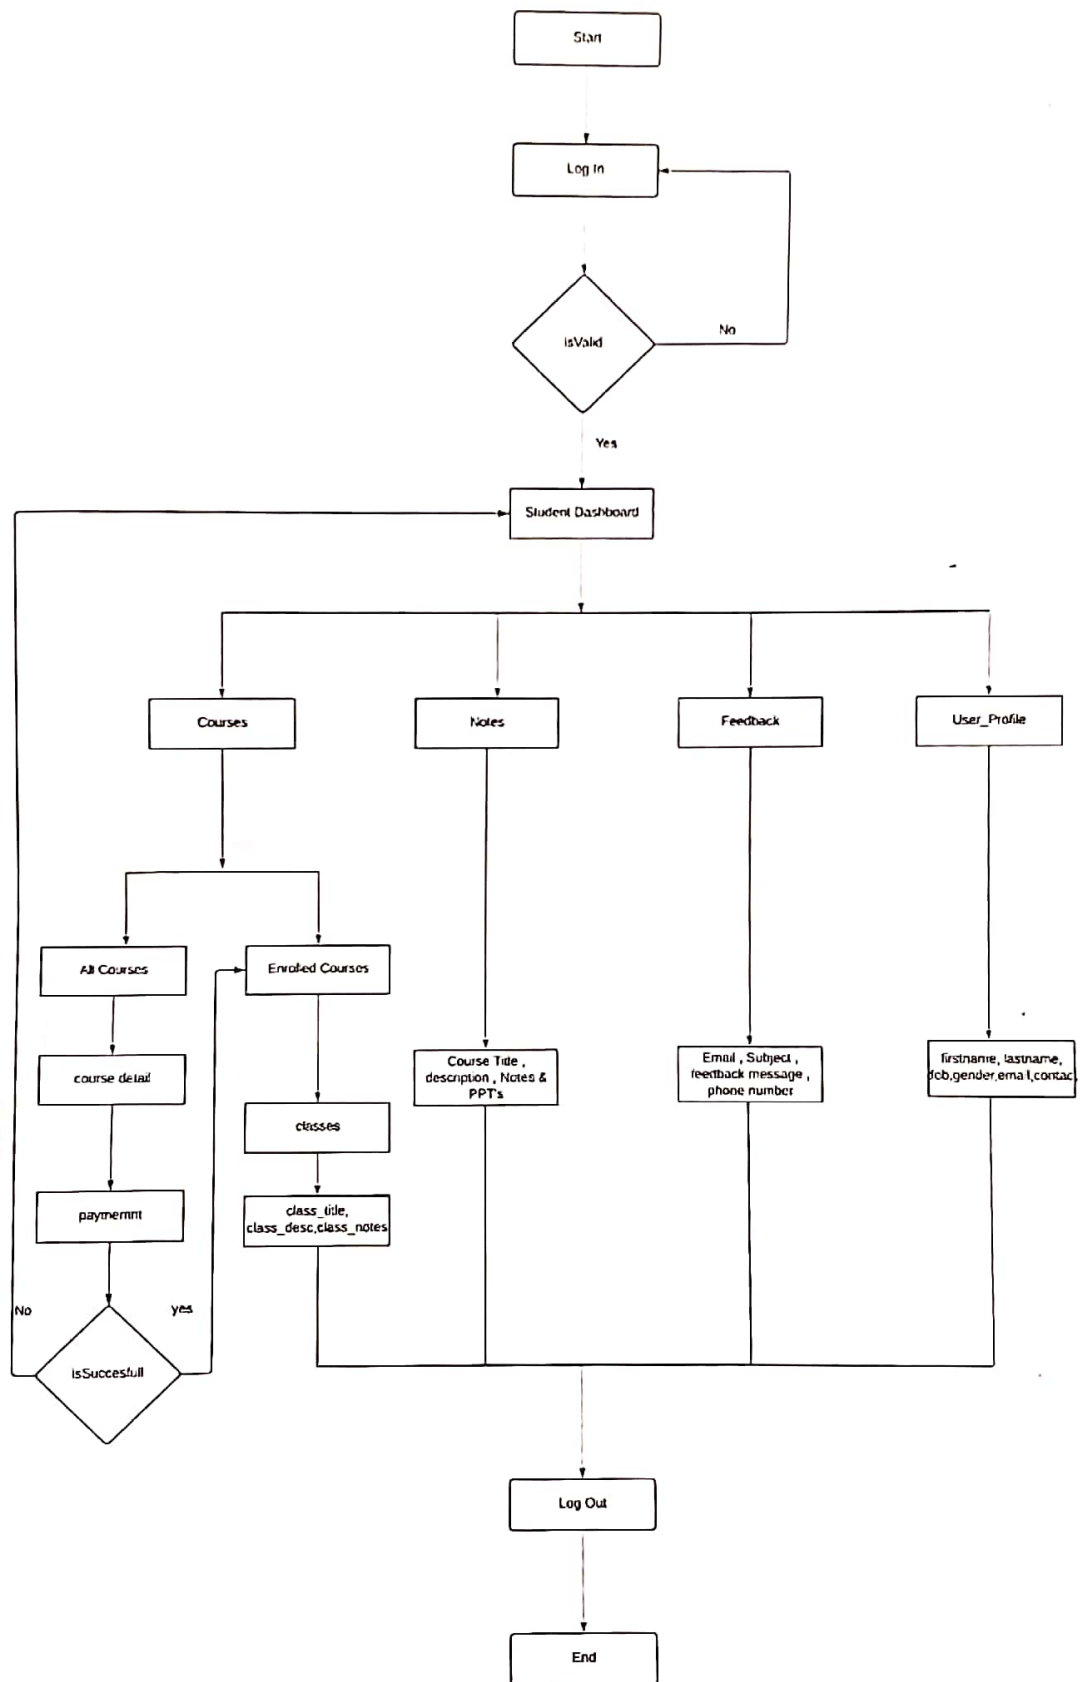 Start
Log In
isValid
No
Yes
Student Dashboard
Courses
Notes
Feedback
User_Profile
All Courses
Enrolled Courses
course detail
Course Title ,
description , Notes &
PPT's
Email , Subject ,
feedback message ,
phone number
firstname, lastname,
dob,gender,email,contac,
classes
paymemnt
class_title,
class_desc,class_notes
No
yes
isSuccesfull
Log Out
End